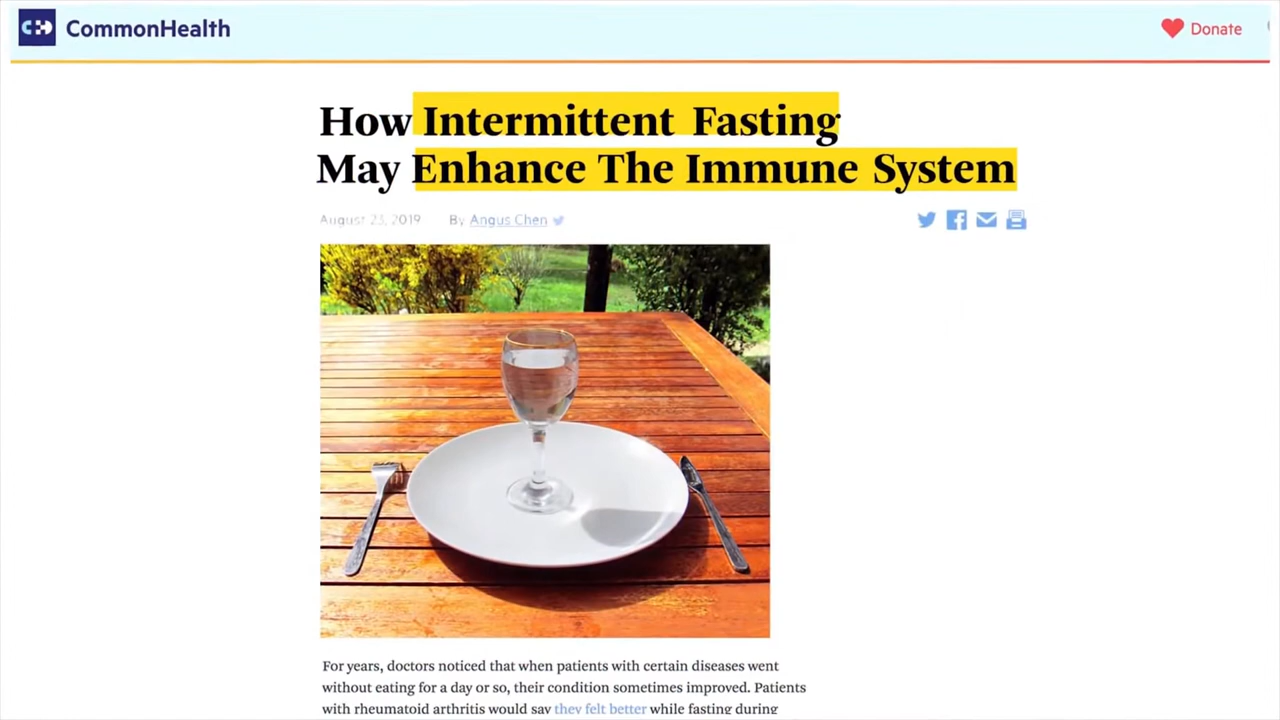 CommonHealth
Donate
How Intermittent Fasting
May Enhance The Immune System
August 23, 2019 By Angus Chen
For years, doctors noticed that when patients with certain diseases went
without eating for a day or so, their condition sometimes improved. Patients
with rheumatoid arthritis would say they felt better while fasting during